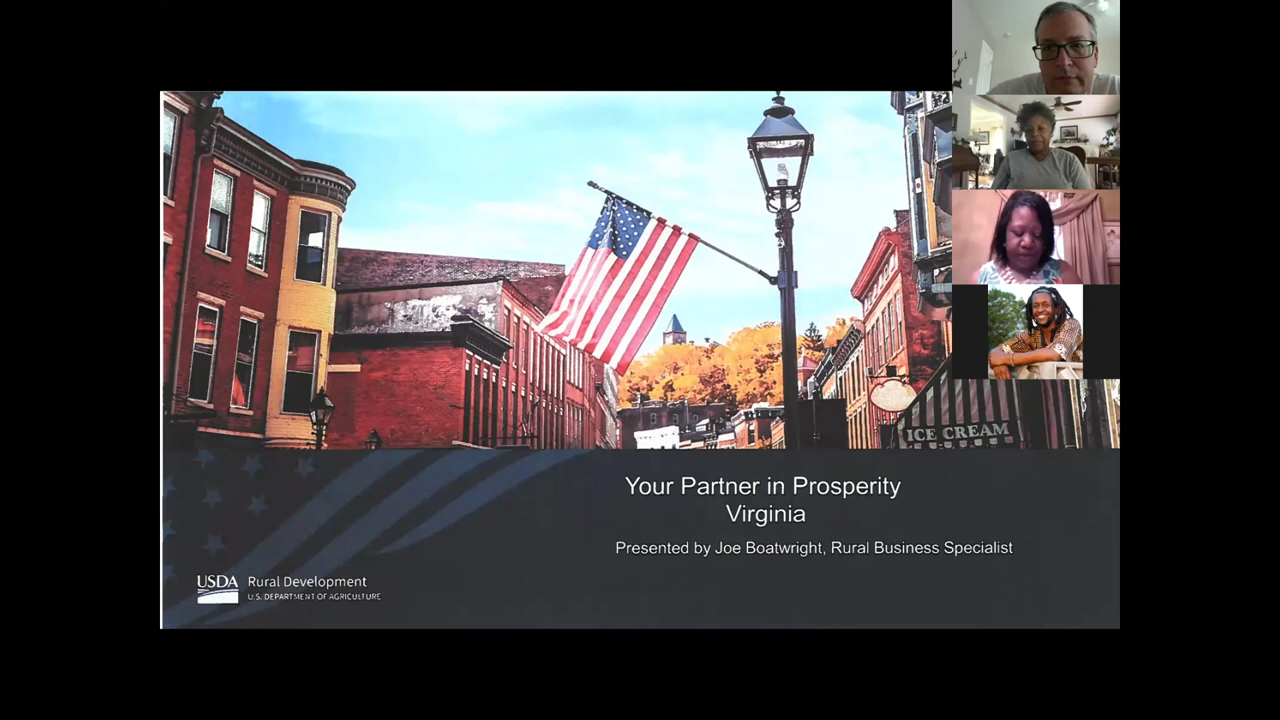 ICE CREAM
Your Partner in Prosperity
Virginia
Presented by Joe Boatwright, Rural Business Specialist
USDA Rural Development
U.S. DEPARTMENT OF AGRICULTURE